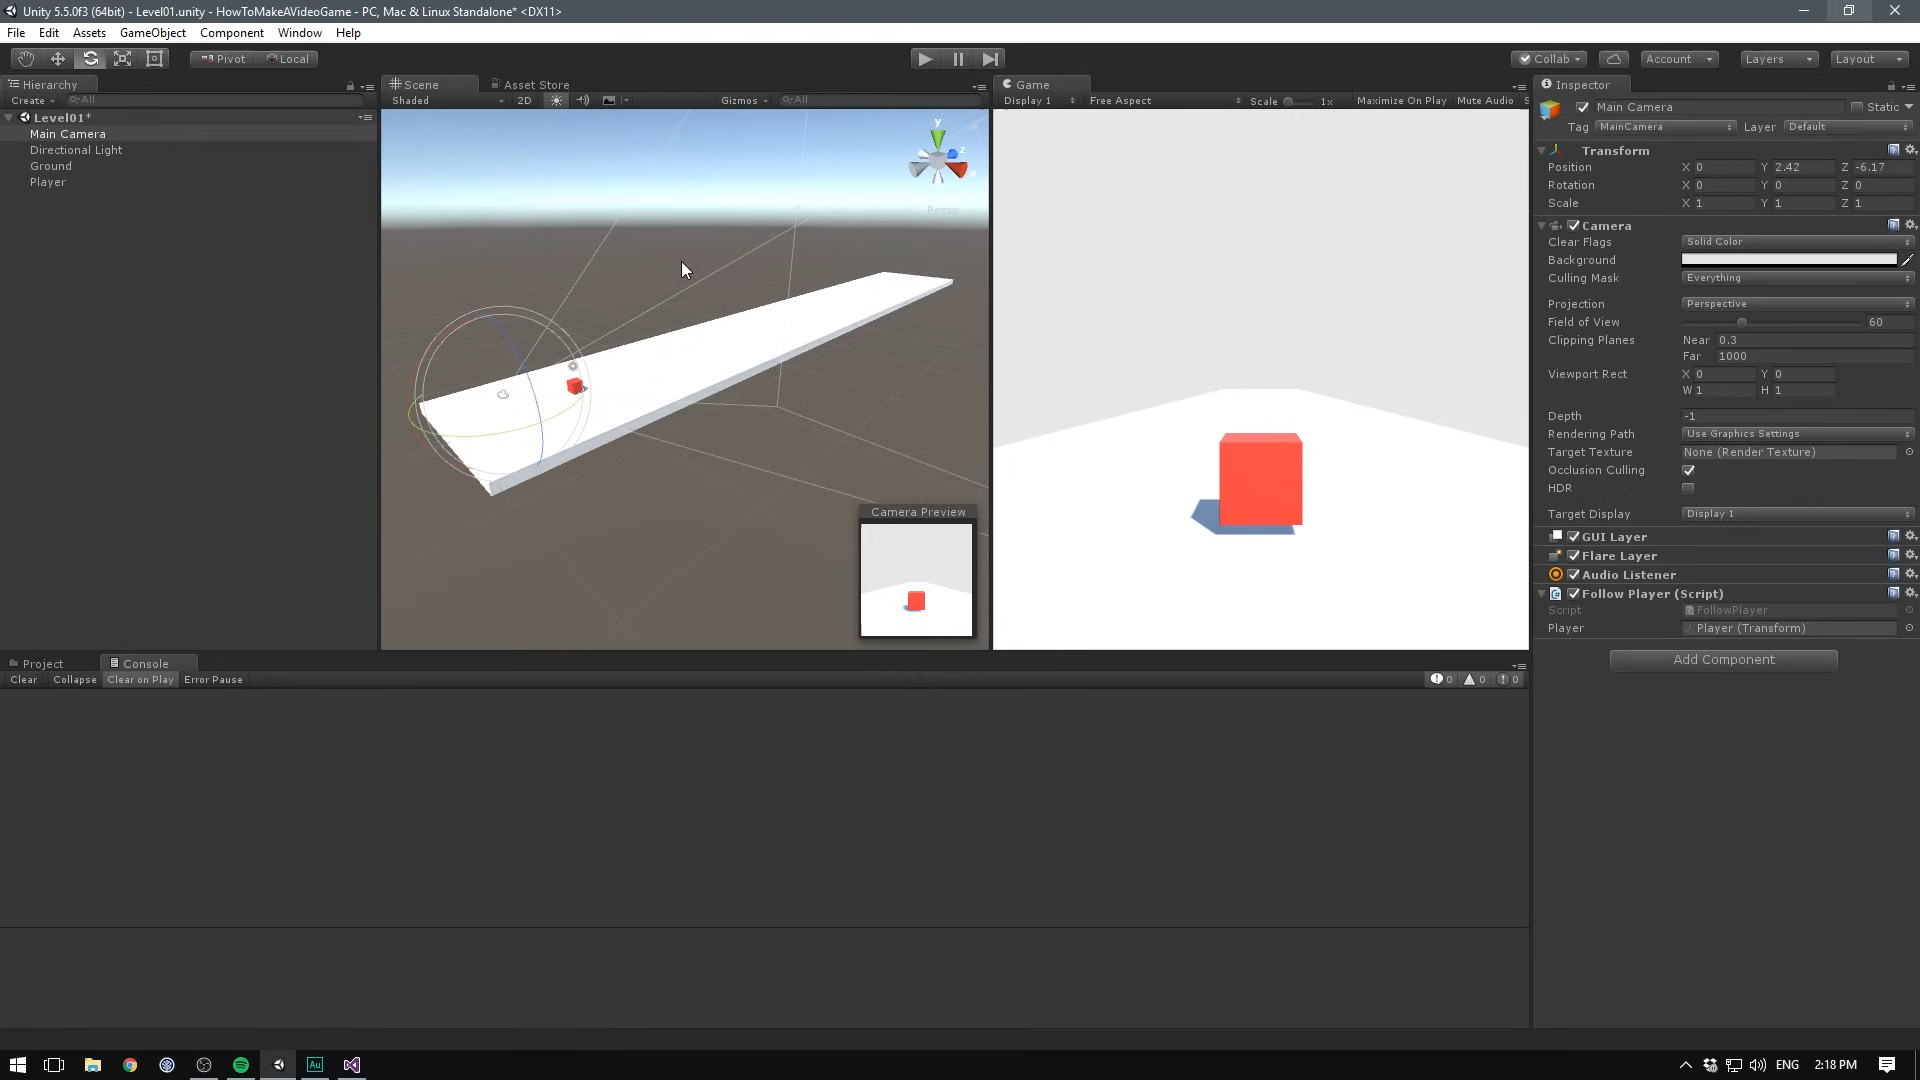 Unity 5.5.0f3 (64bit) - Level01.unity - HowToMakeAVideoGame - PC, Mac & Linux Standalone* <DX11>
File Edit Assets GameObject Component Window Help
Pivot Local Collab Account Layers Layout
Hierarchy Scene Asset Store Game Inspector
Create All Shaded 2D Gizmos All Display 1 Free Aspect Scale 1x Maximize On Play Mute Audio S
Main Camera Static
Tag MainCamera Layer Default
Level01*
Main Camera
Directional Light
Ground
Player
y
z
x
Persp
Camera Preview
Transform
Position X 0 Y 2.42 Z -6.17
Rotation X 0 Y 0 Z 0
Scale X 1 Y 1 Z 1
Camera
Clear Flags Solid Color
Background
Culling Mask Everything
Projection Perspective
Field of View 60
Clipping Planes Near 0.3
Far 1000
Viewport Rect X 0 Y 0
W 1 H 1
Depth -1
Rendering Path Use Graphics Settings
Target Texture None (Render Texture)
Occlusion Culling
HDR
Target Display Display 1
GUI Layer
Flare Layer
Audio Listener
Follow Player (Script)
Script FollowPlayer
Player Player (Transform)
Add Component
Project Console
Clear Collapse Clear on Play Error Pause 0 0 0
Au ENG 2:18 PM